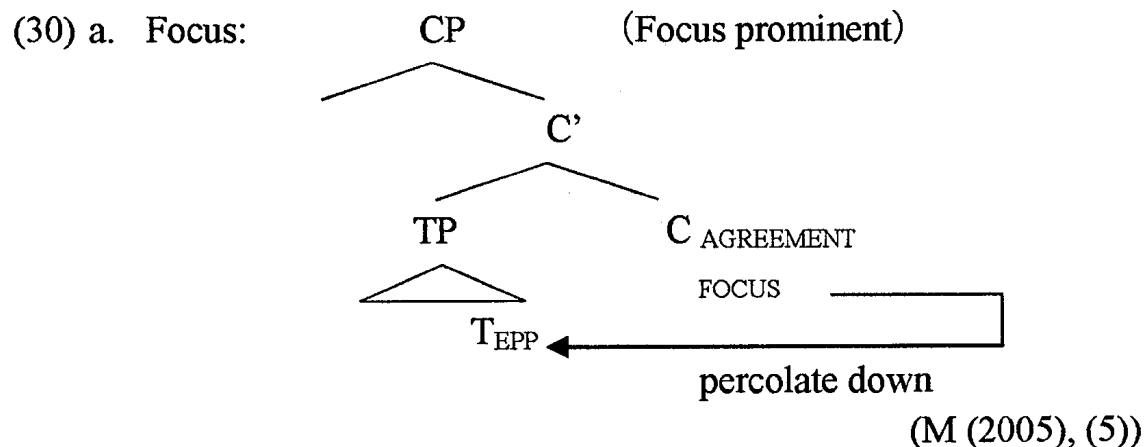 (30) a. Focus: CP (Focus prominent)
C’
TP C AGREEMENT
FOCUS
TEPP
percolate down
(M (2005), (5))